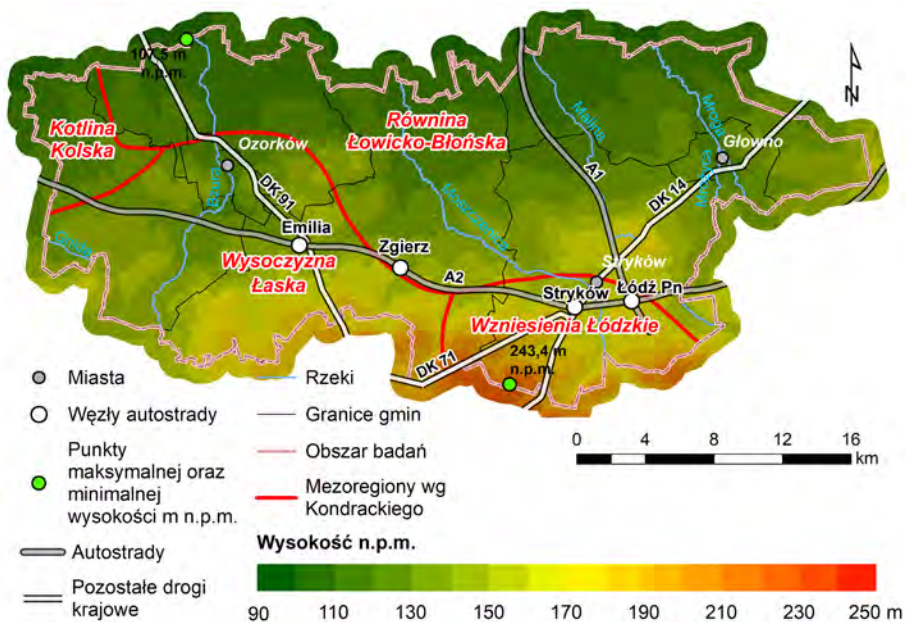 107,5 m
n.p.m.
Kotlina
Kolska
Ozorków
Równina
Łowicko-Błońska
Malina
Mroga
Głowno
Mrożyca
N
A1
DK 14
Bzura
DK 91
Moszczenica
Gnida
Emilia
Zgierz
A2
Wysoczyzna
Łaska
Stryków
Stryków
Łódź Pn
Wzniesienia Łódzkie
243,4 m
n.p.m.
DK 71
Miasta
Węzły autostrady
Punkty
maksymalnej oraz
minimalnej
wysokości m n.p.m.
Autostrady
Pozostałe drogi
krajowe
Rzeki
Granice gmin
Obszar badań
Mezoregiony wg
Kondrackiego
0 4 8 12 16
km
Wysokość n.p.m.
90 110 130 150 170 190 210 230 250 m